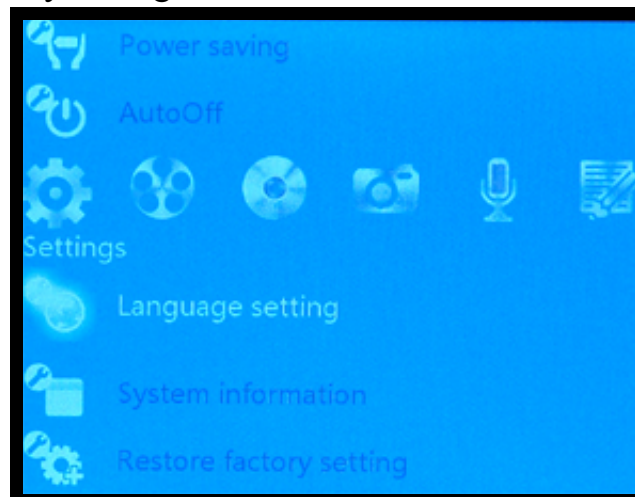 Power saving
AutoOff
Settings
Language setting
System information
Restore factory setting